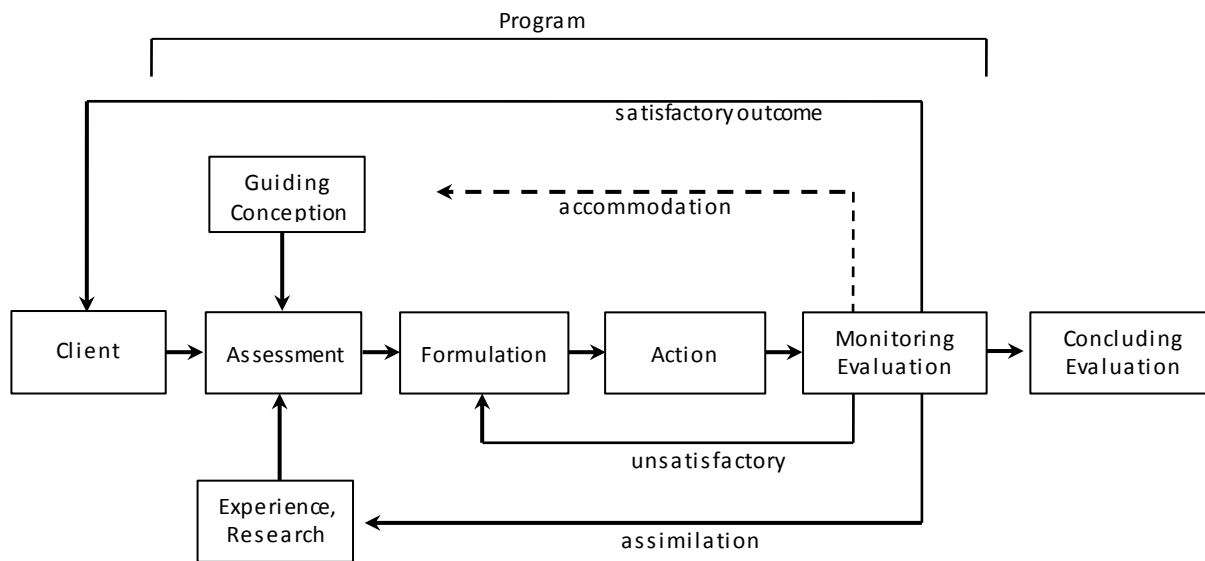 Program
satisfactory outcome
Guiding
Conception
accommodation
Client
Assessment
Formulation
Action
Monitoring
Evaluation
Concluding
Evaluation
unsatisfactory
Experience,
Research
assimilation